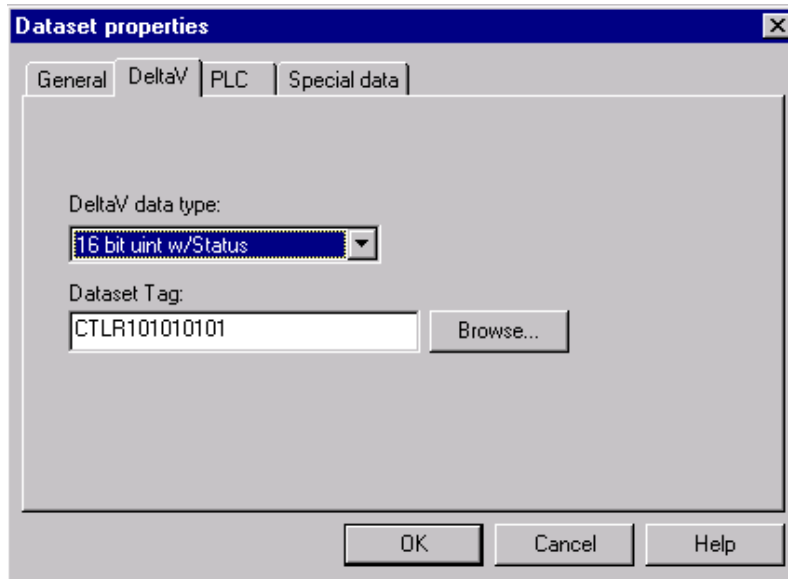 Dataset properties
General DeltaV PLC Special data
DeltaV data type:
16 bit uint w/Status
Dataset Tag:
CTLR101010101 Browse...
OK Cancel Help